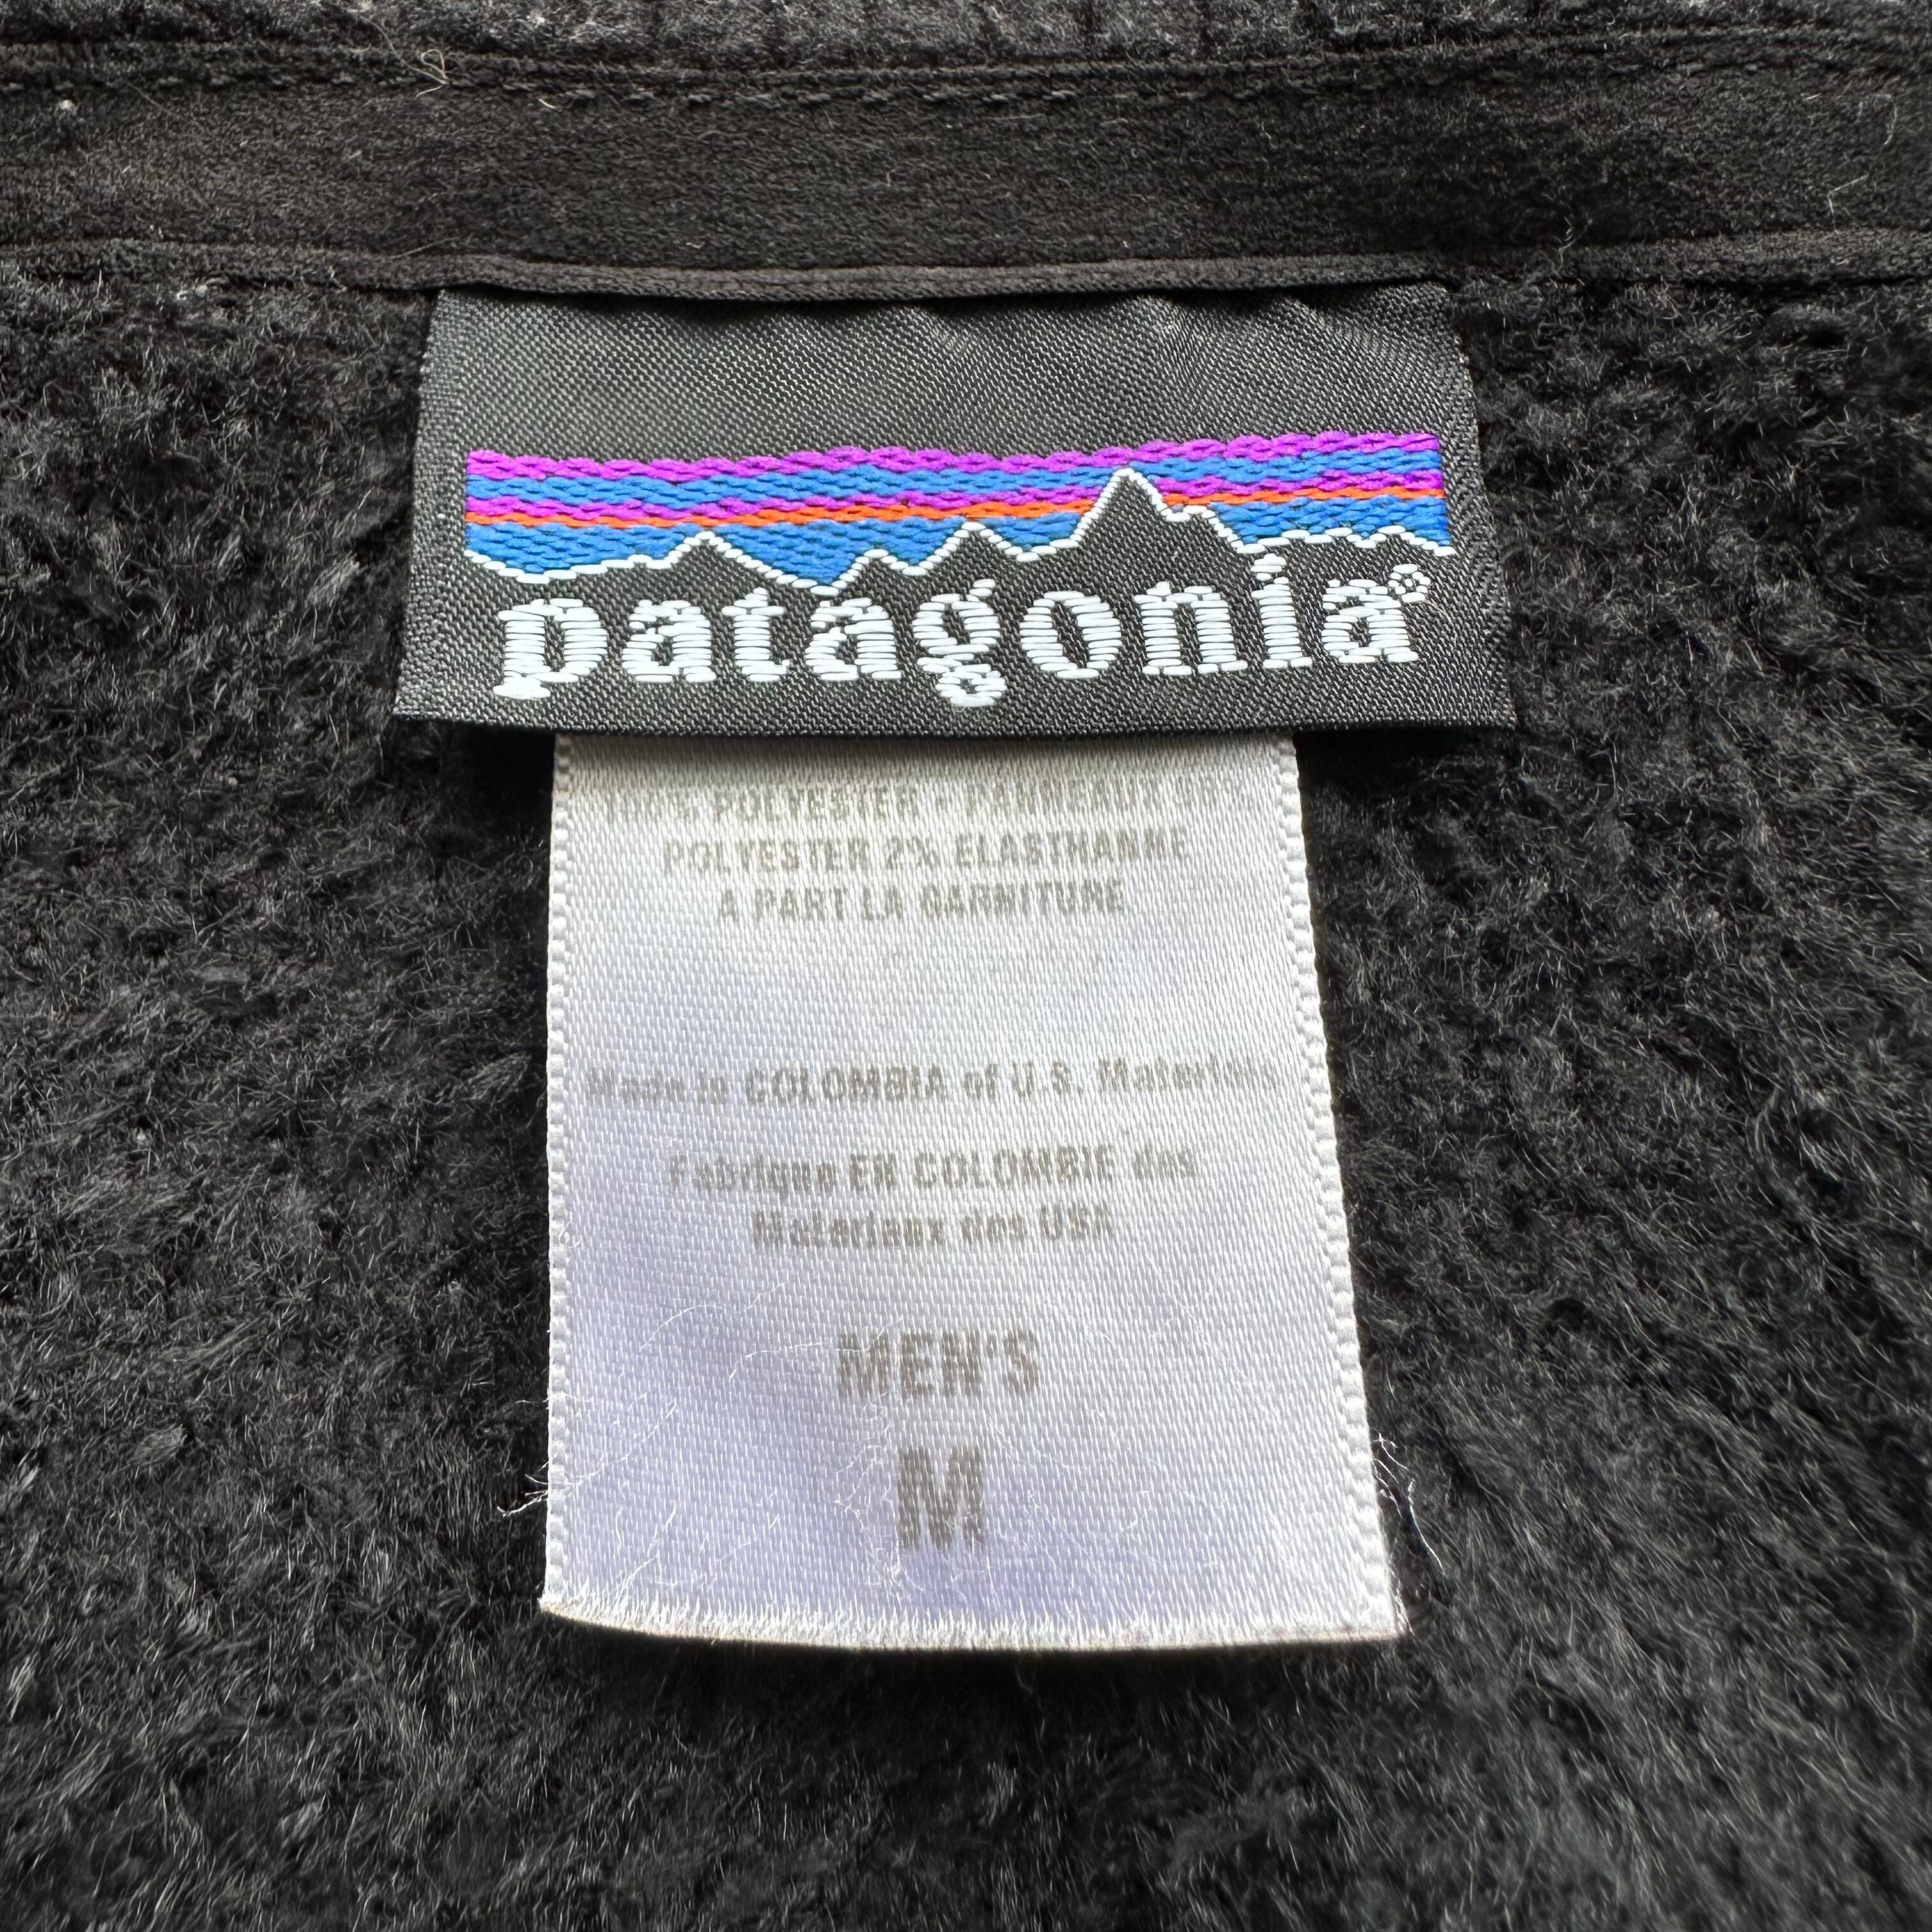 patagonia®
100% POLYESTER • PANNEAUX 98%
POLYESTER 2% ELASTHANNE
A PART LA GARNITURE
Made in COLOMBIA of U.S. Materials
Fabrique EN COLOMBIE des
Materiaux des USA
MEN'S
M